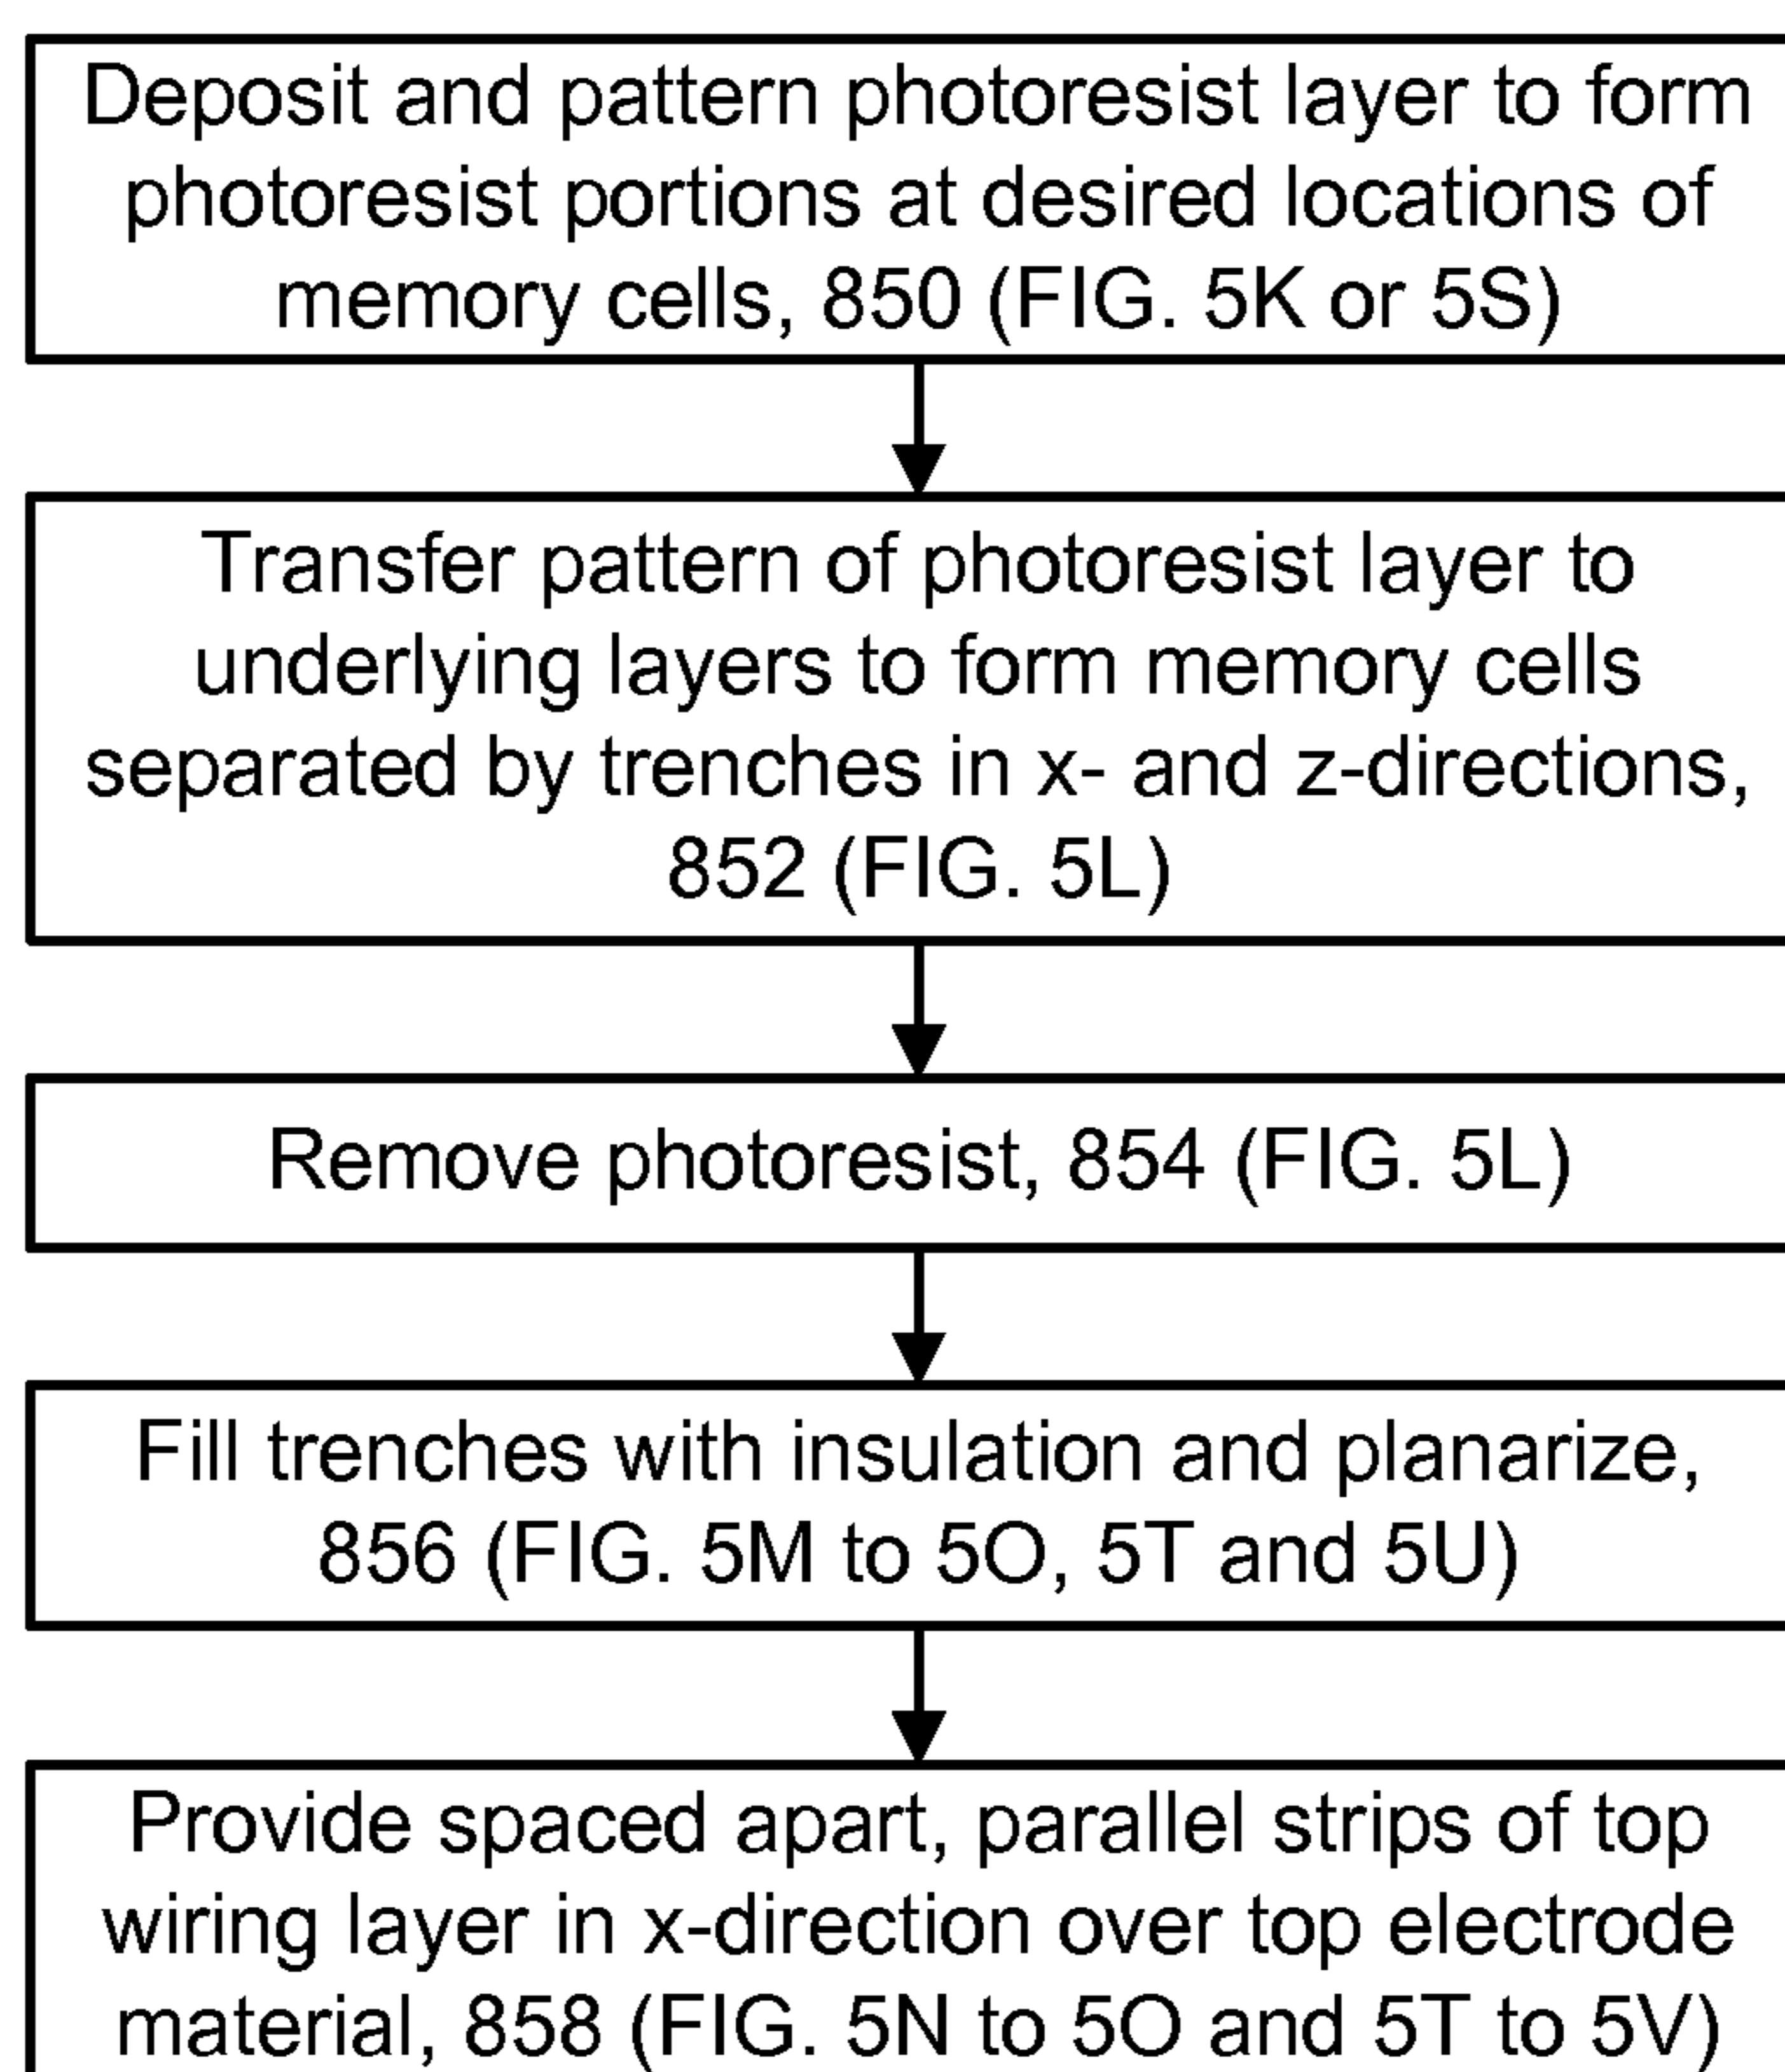 Deposit and pattern photoresist layer to form
photoresist portions at desired locations of
memory cells, 850 (FIG. 5K or 5S)
Transfer pattern of photoresist layer to
underlying layers to form memory cells
separated by trenches in x- and z-directions,
852 (FIG. 5L)
Remove photoresist, 854 (FIG. 5L)
Fill trenches with insulation and planarize,
856 (FIG. 5M to 5O, 5T and 5U)
Provide spaced apart, parallel strips of top
wiring layer in x-direction over top electrode
material, 858 (FIG. 5N to 5O and 5T to 5V)